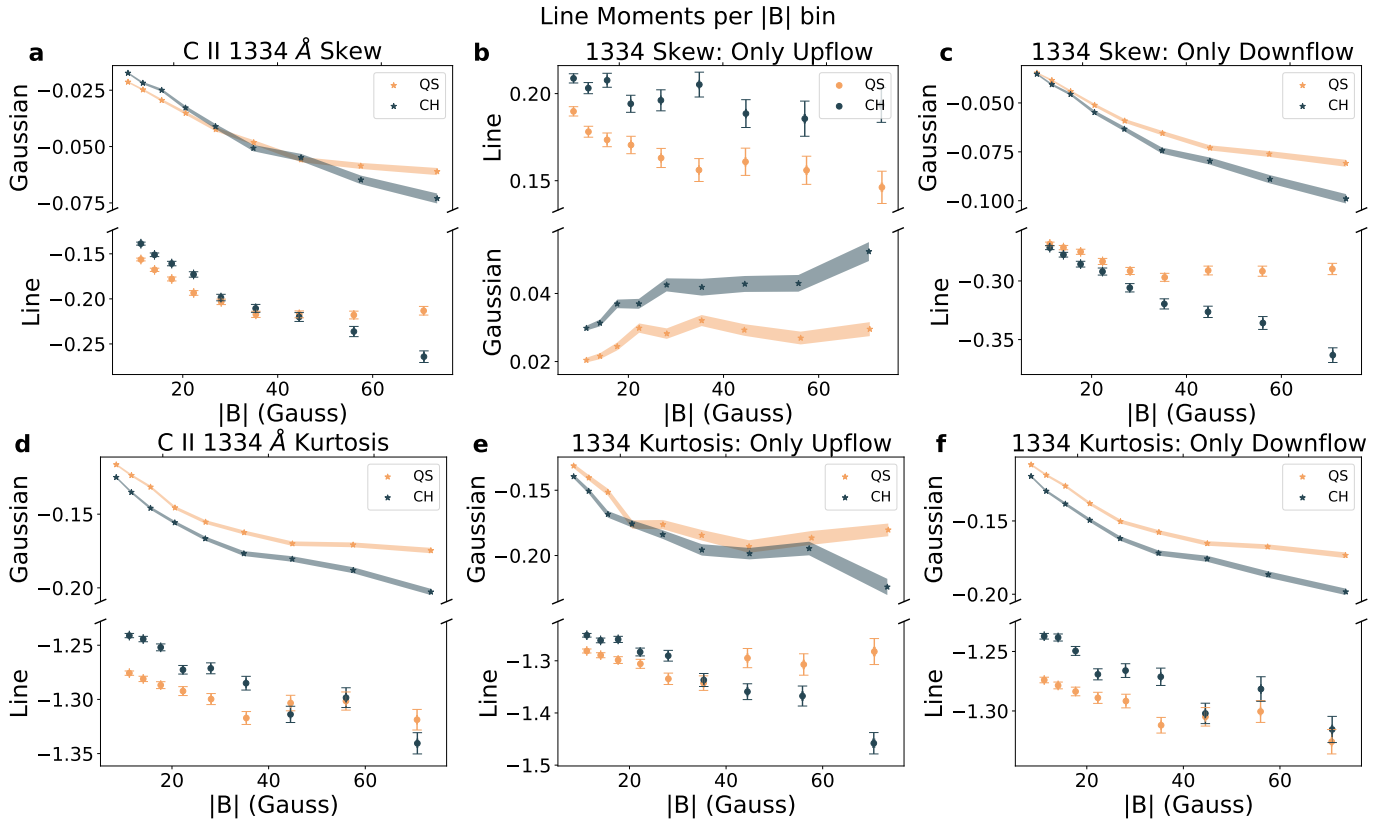 Line Moments per |B| bin
a
C II 1334 Å Skew
QS
CH
Gaussian
−0.025
−0.050
−0.075
Line
−0.15
−0.20
−0.25
20
40
60
|B| (Gauss)
b
1334 Skew: Only Upflow
QS
CH
Line
0.20
0.15
Gaussian
0.04
0.02
20
40
60
|B| (Gauss)
c
1334 Skew: Only Downflow
QS
CH
Gaussian
−0.050
−0.075
−0.100
Line
−0.30
−0.35
20
40
60
|B| (Gauss)
d
C II 1334 Å Kurtosis
QS
CH
Gaussian
−0.15
−0.20
Line
−1.25
−1.30
−1.35
20
40
60
|B| (Gauss)
e
1334 Kurtosis: Only Upflow
QS
CH
Gaussian
−0.15
−0.20
Line
−1.3
−1.4
−1.5
20
40
60
|B| (Gauss)
f
1334 Kurtosis: Only Downflow
QS
CH
Gaussian
−0.15
−0.20
Line
−1.25
−1.30
20
40
60
|B| (Gauss)